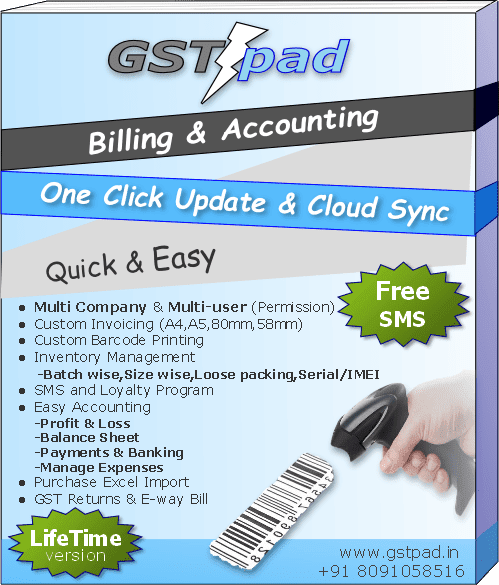 GST pad
Billing & Accounting
One Click Update & Cloud Sync
Quick & Easy
Free
SMS
● Multi Company & Multi-user (Permission)
● Custom Invoicing (A4,A5,80mm,58mm)
● Custom Barcode Printing
● Inventory Management
-Batch wise,Size wise,Loose packing,Serial/IMEI
● SMS and Loyalty Program
● Easy Accounting
-Profit & Loss
-Balance Sheet
-Payments & Banking
-Manage Expenses
● Purchase Excel Import
● GST Returns & E-way Bill
LifeTime
version
www.gstpad.in
+91 8091058516